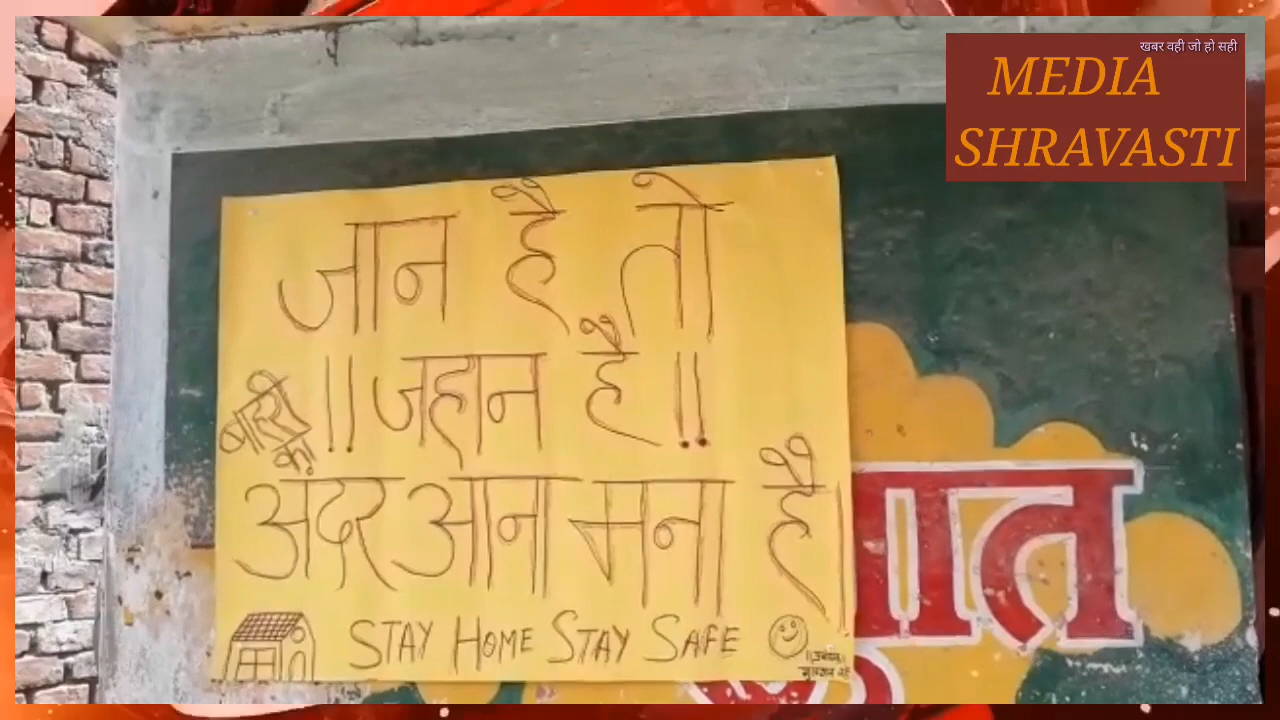 खबर वही जो हो सही
MEDIA
SHRAVASTI
जान है तो
!! जहान है !!
बाहरी
का
अंदर आना मना है।
STAY HOME STAY SAFE